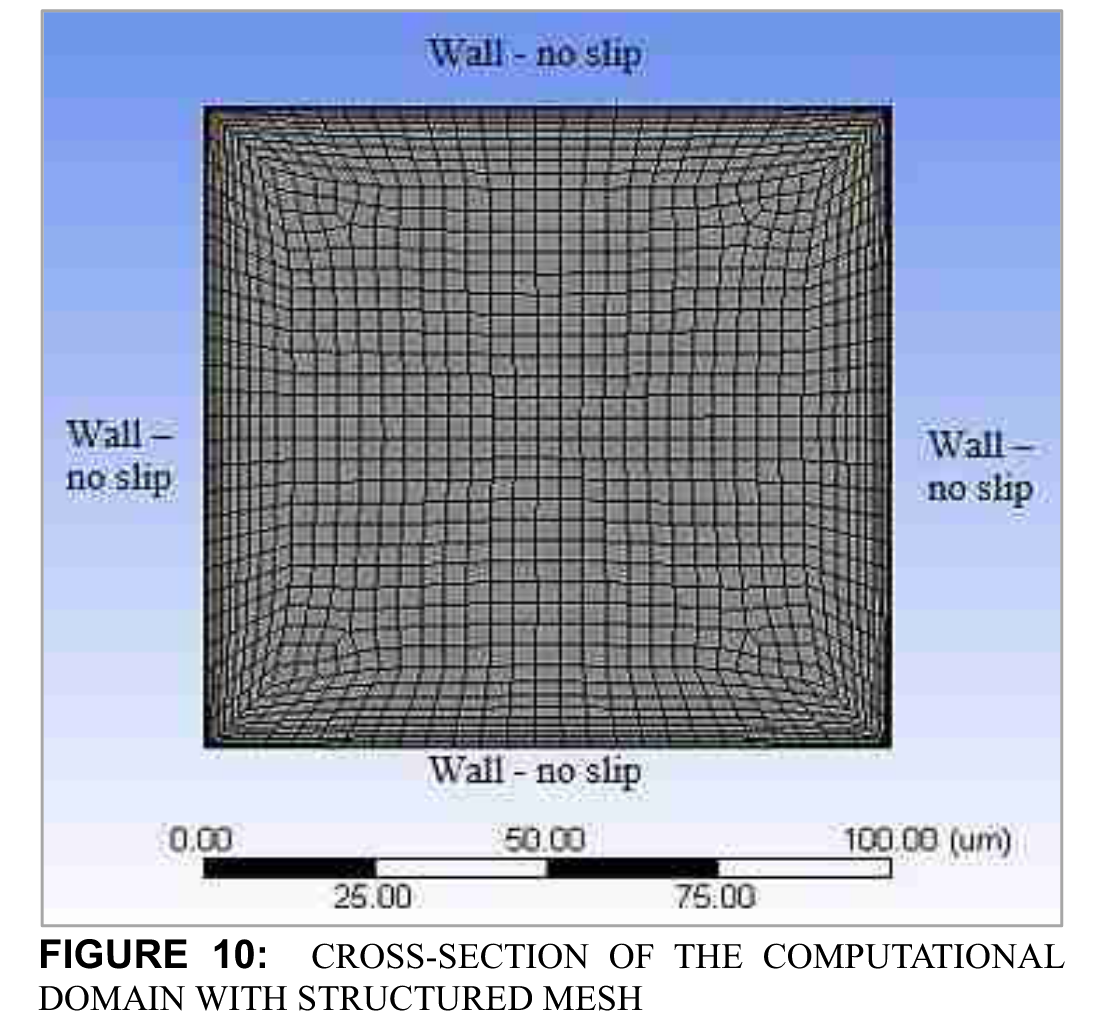 Wall - no slip
Wall –
no slip
Wall –
no slip
Wall - no slip
0.00 50.00 100.00 (um)
25.00 75.00
FIGURE 10: CROSS-SECTION OF THE COMPUTATIONAL
DOMAIN WITH STRUCTURED MESH